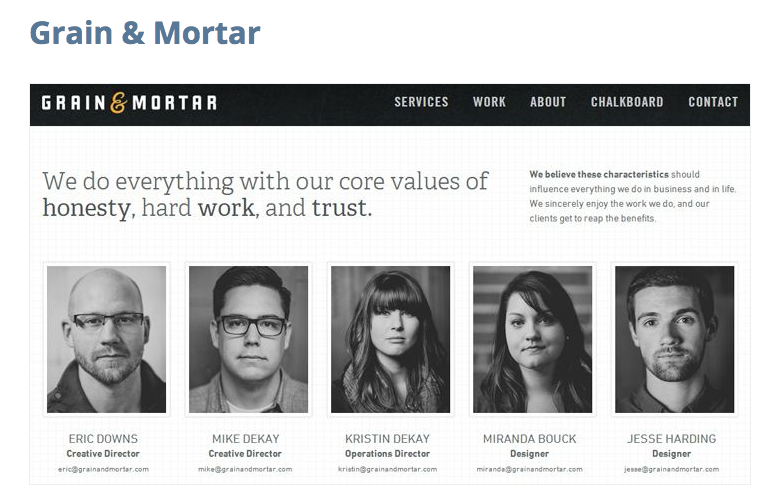 Grain & Mortar
GRAIN & MORTAR
SERVICES WORK ABOUT CHALKBOARD CONTACT
We do everything with our core values of
honesty, hard work, and trust.
We believe these characteristics should
influence everything we do in business and in life.
We sincerely enjoy the work we do, and our
clients get to reap the benefits.
ERIC DOWNS
Creative Director
eric@grainandmortar.com
MIKE DEKAY
Creative Director
mike@grainandmortar.com
KRISTIN DEKAY
Operations Director
kristin@grainandmortar.com
MIRANDA BOUCK
Designer
miranda@grainandmortar.com
JESSE HARDING
Designer
jesse@grainandmortar.com